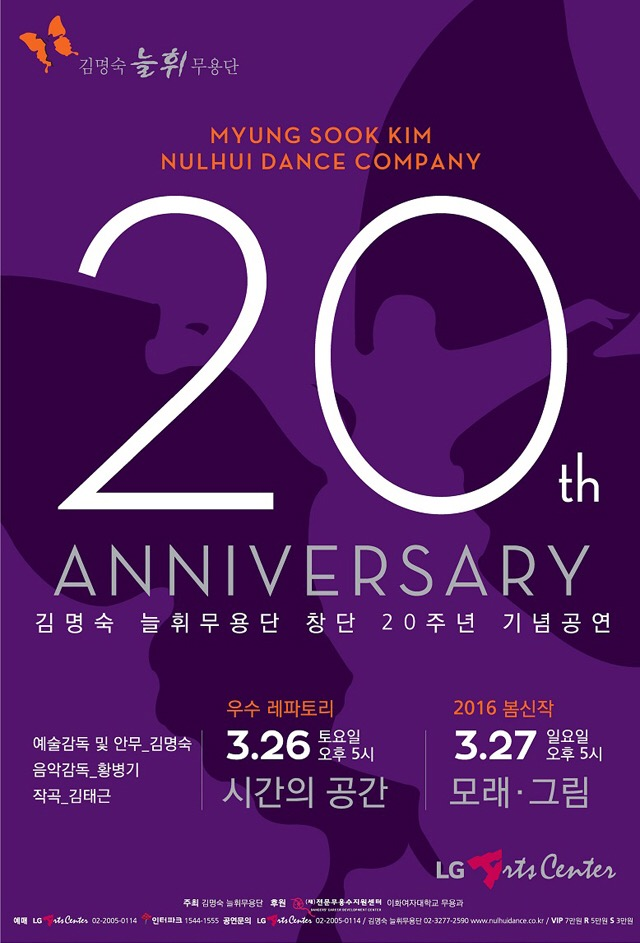 김명숙 늘휘무용단
MYUNG SOOK KIM
NULHUI DANCE COMPANY
20th
ANNIVERSARY
김명숙 늘휘무용단 창단 20주년 기념공연
예술감독 및 안무_김명숙
음악감독_황병기
작곡_김태근
우수 레파토리
3.26 토요일 오후 5시
시간의 공간
2016 봄신작
3.27 일요일 오후 5시
모래·그림
LG Arts Center
주최 김명숙 늘휘무용단 후원 (재)전문무용수지원센터 DANCERS' CAREER DEVELOPMENT CENTER 이화여자대학교 무용과
예매 LG Arts Center 02-2005-0114 인터파크 1544-1555 공연문의 LG Arts Center 02-2005-0114 / 김명숙 늘휘무용단 02-3277-2590 www.nulhuidance.co.kr / VIP 7만원 R 5만원 S 3만원